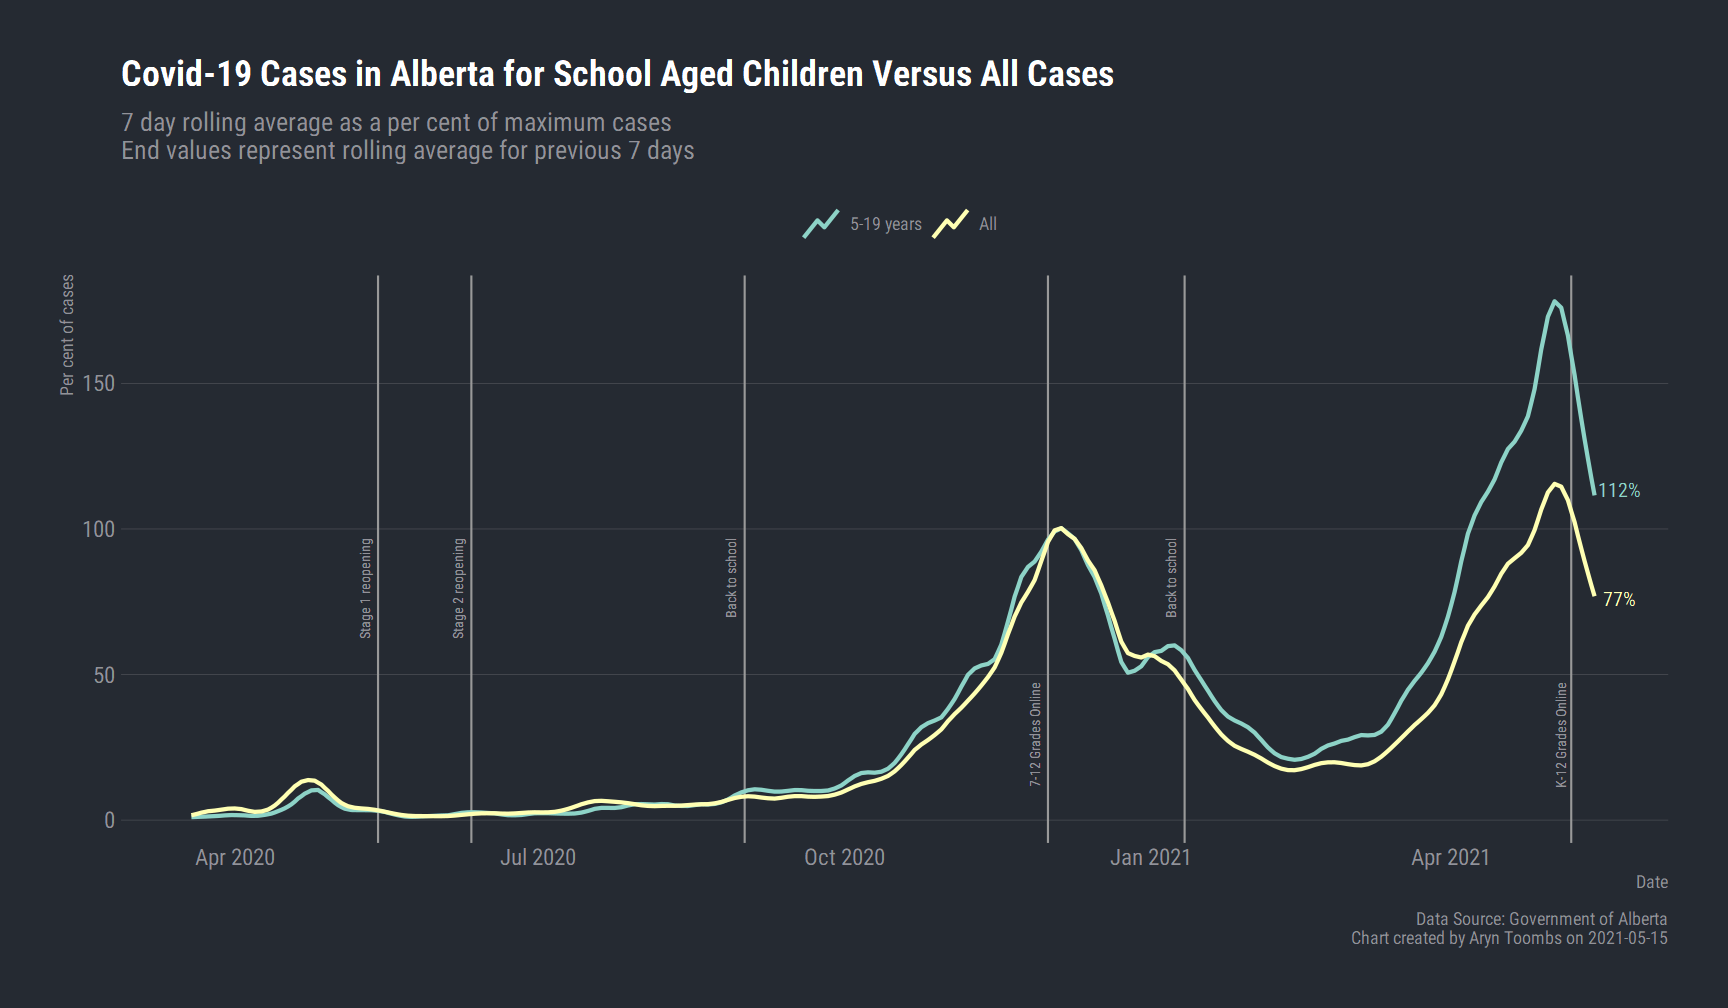 Covid-19 Cases in Alberta for School Aged Children Versus All Cases
7 day rolling average as a per cent of maximum cases
End values represent rolling average for previous 7 days
5-19 years
All
Per cent of cases
150
100
50
0
Stage 1 reopening
Stage 2 reopening
Back to school
7-12 Grades Online
Back to school
K-12 Grades Online
112%
77%
Apr 2020
Jul 2020
Oct 2020
Jan 2021
Apr 2021
Date
Data Source: Government of Alberta
Chart created by Aryn Toombs on 2021-05-15